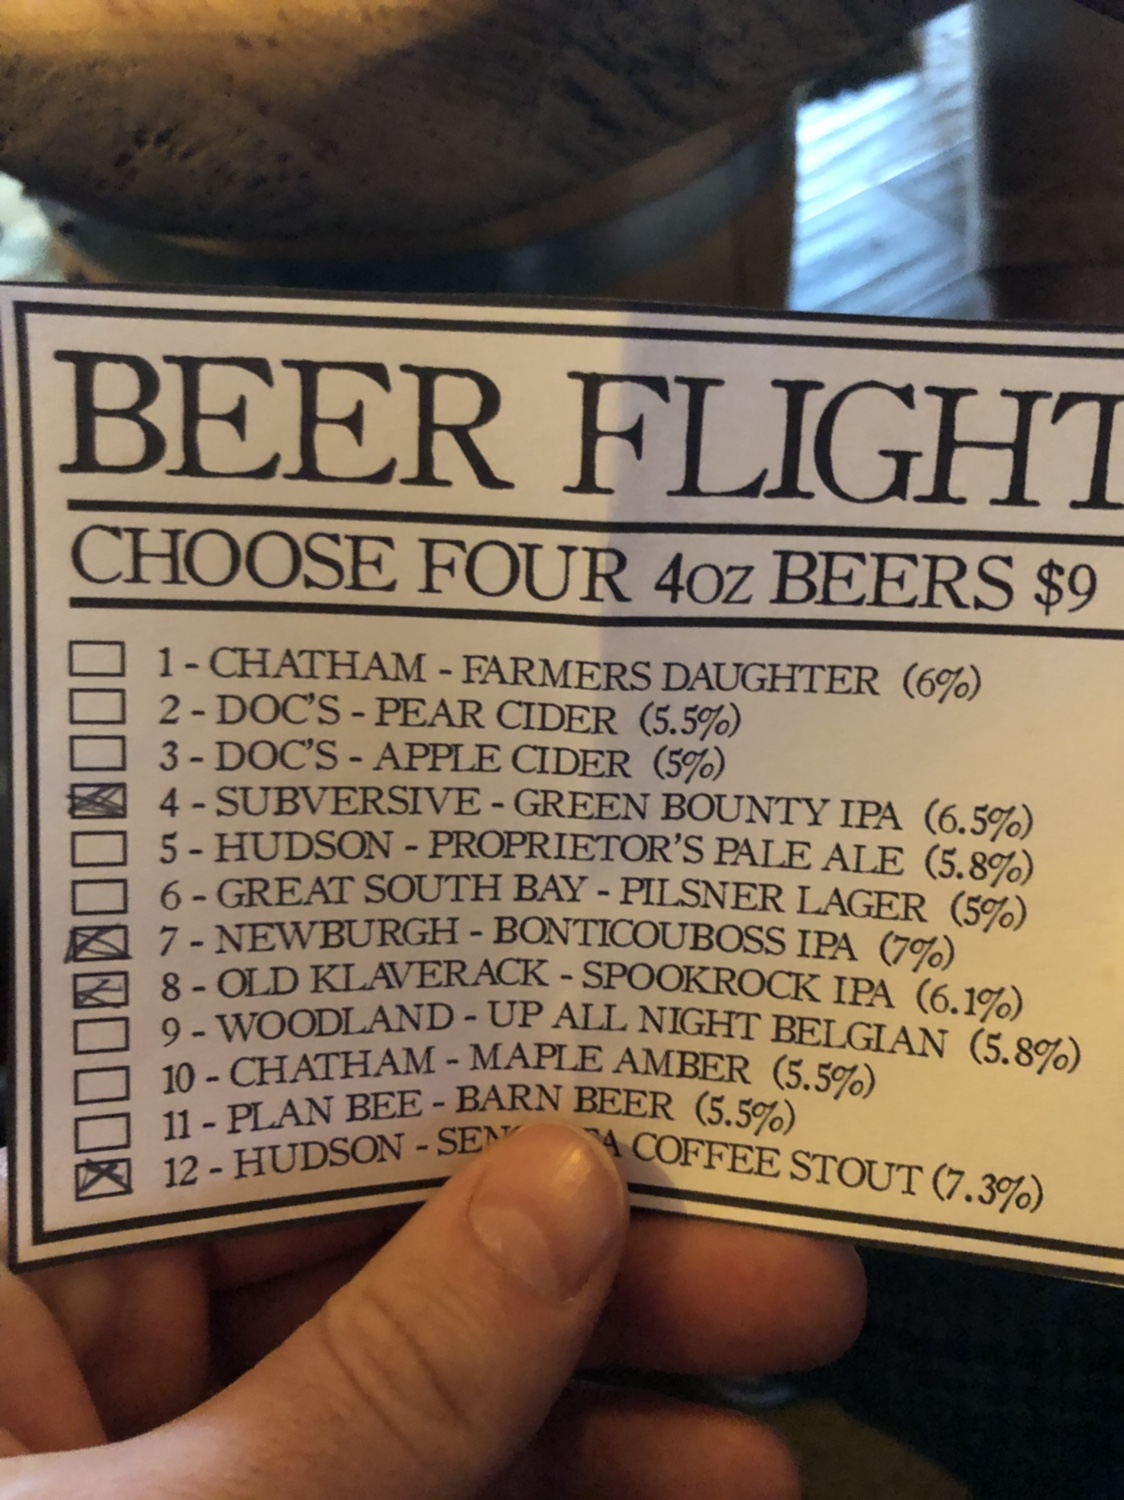 BEER FLIGHT
CHOOSE FOUR 4OZ BEERS $9
1 - CHATHAM - FARMERS DAUGHTER (6%)
2 - DOC'S - PEAR CIDER (5.5%)
3 - DOC'S - APPLE CIDER (5%)
4 - SUBVERSIVE - GREEN BOUNTY IPA (6.5%)
5 - HUDSON - PROPRIETOR'S PALE ALE (5.8%)
6 - GREAT SOUTH BAY - PILSNER LAGER (5%)
7 - NEWBURGH - BONTICOUBOSS IPA (7%)
8 - OLD KLAVERACK - SPOOKROCK IPA (6.1%)
9 - WOODLAND - UP ALL NIGHT BELGIAN (5.8%)
10 - CHATHAM - MAPLE AMBER (5.5%)
11 - PLAN BEE - BARN BEER (5.5%)
12 - HUDSON - COFFEE STOUT (7.3%)